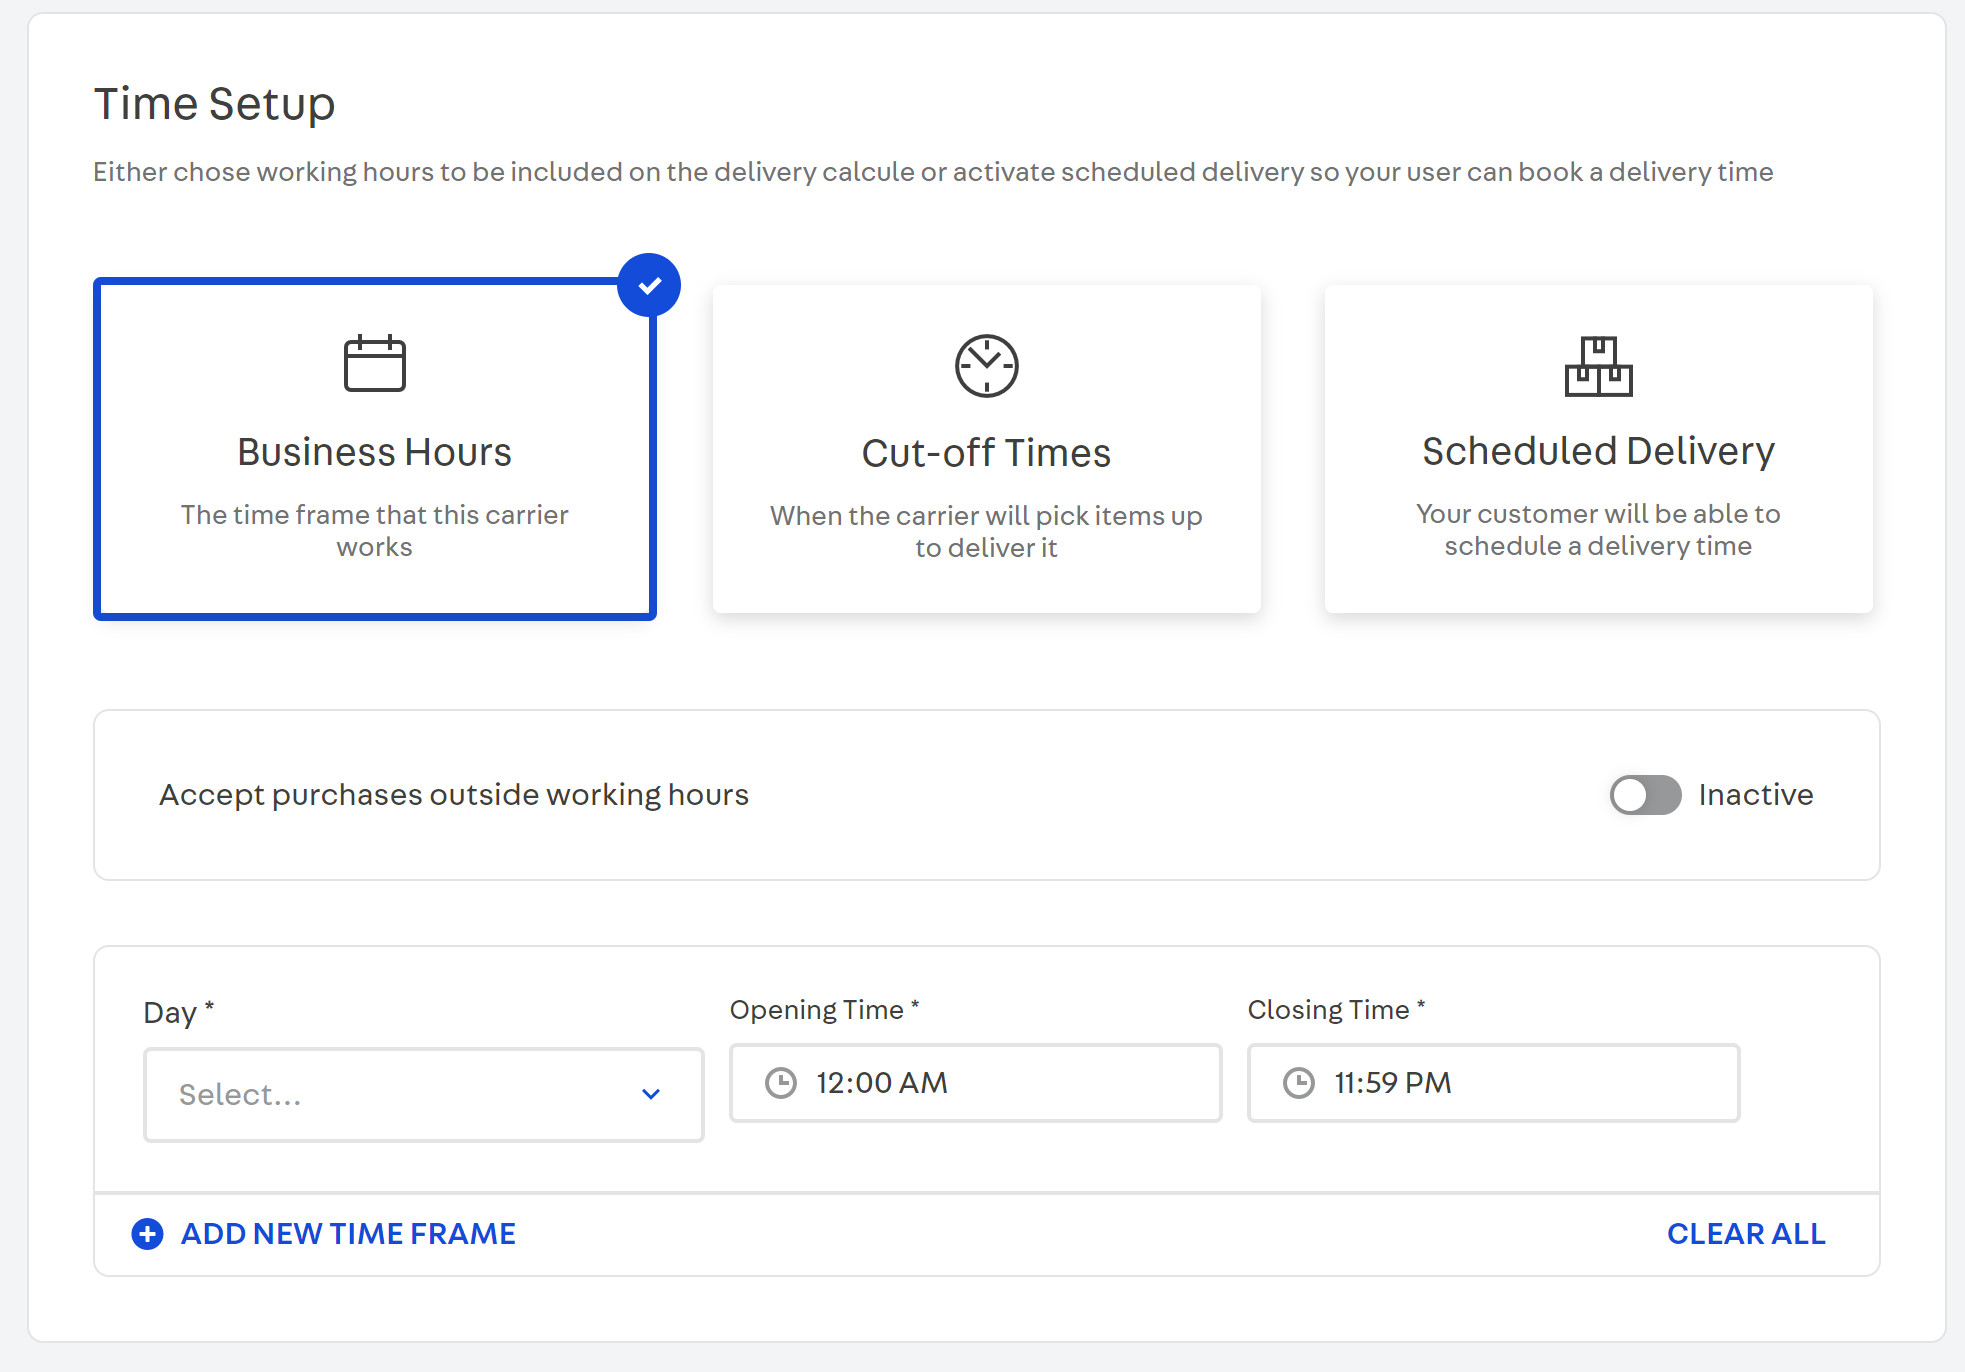 Time Setup
Either chose working hours to be included on the delivery calcule or activate scheduled delivery so your user can book a delivery time
Business Hours
The time frame that this carrier
works
Cut-off Times
When the carrier will pick items up
to deliver it
Scheduled Delivery
Your customer will be able to
schedule a delivery time
Accept purchases outside working hours
Inactive
Day *
Opening Time *
Closing Time *
Select...
12:00 AM
11:59 PM
ADD NEW TIME FRAME
CLEAR ALL